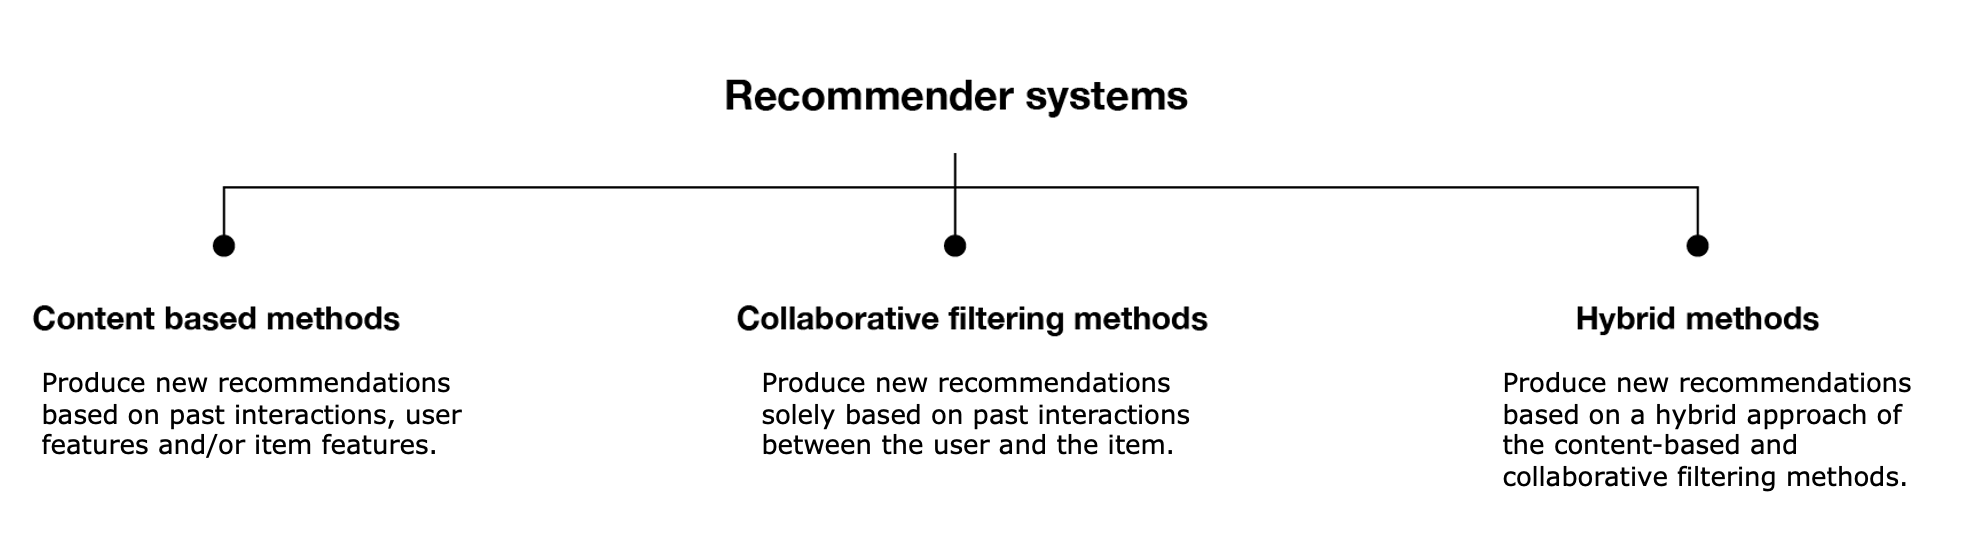 Recommender systems
Content based methods
Produce new recommendations
based on past interactions, user
features and/or item features.
Collaborative filtering methods
Produce new recommendations
solely based on past interactions
between the user and the item.
Hybrid methods
Produce new recommendations
based on a hybrid approach of
the content-based and
collaborative filtering methods.